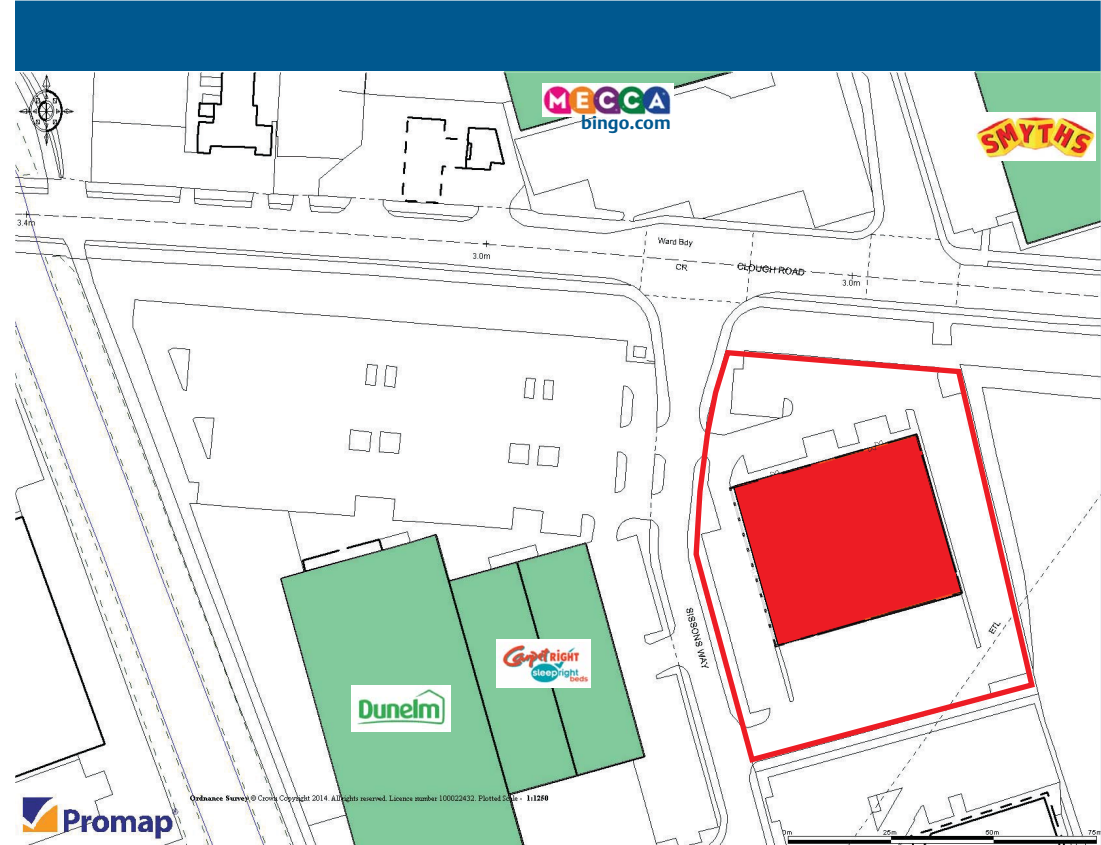 MECCA
bingo.com
SMYTHS
3.4m
3.0m
Ward Bdy
CR
CLOUGH ROAD
3.0m
SISSONS WAY
ETL
Carpet RIGHT
sleepright
beds
Dunelm
Ordnance Survey © Crown Copyright 2014. All rights reserved. Licence number 100022432. Plotted Scale - 1:1250
Promap
0m 25m 50m 75m